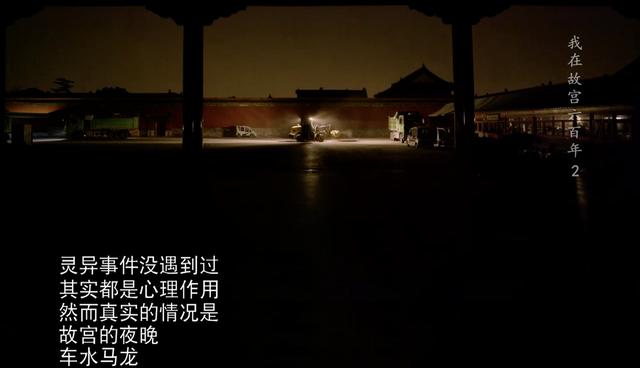 我在故宫六百年
2
灵异事件没遇到过
其实都是心理作用
然而真实的情况是
故宫的夜晚
车水马龙